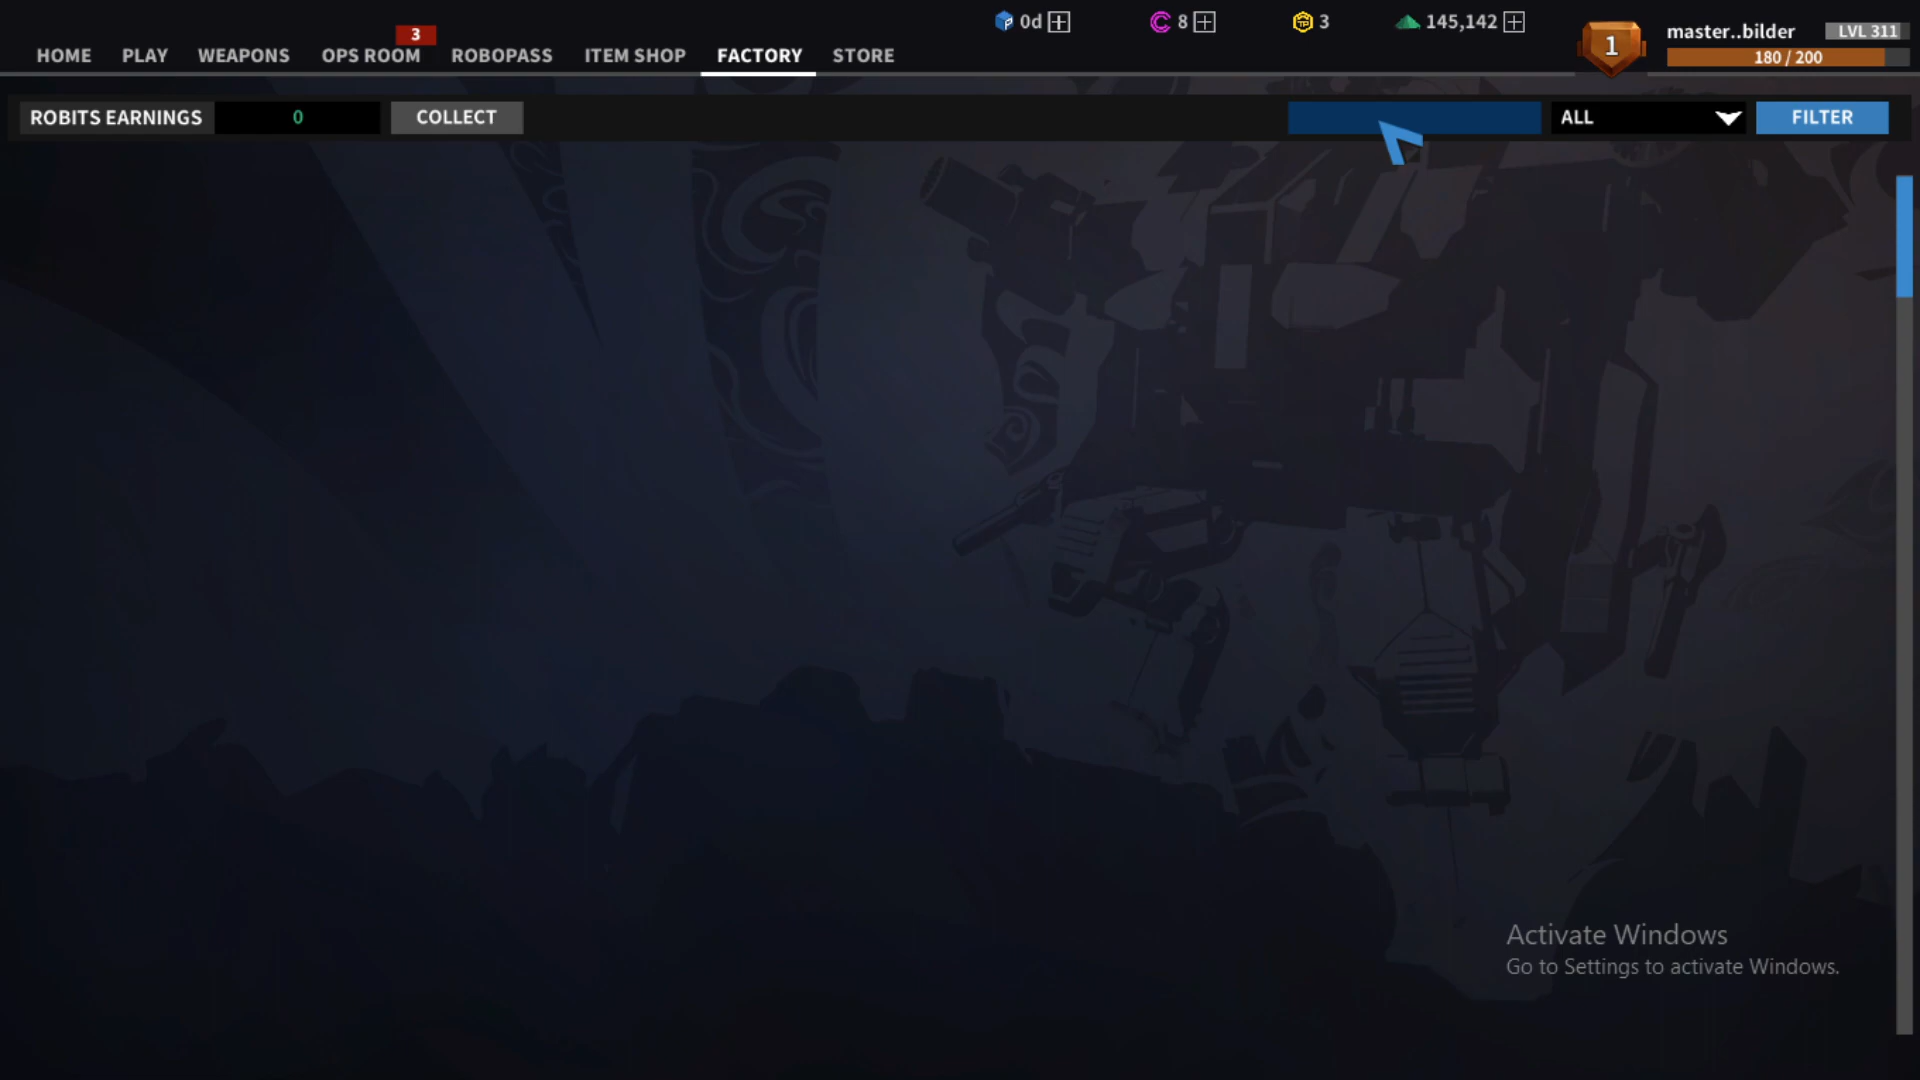 0d 8 3 145,142
master..bilder LVL 311
1
180 / 200
3
HOME PLAY WEAPONS OPS ROOM ROBOPASS ITEM SHOP FACTORY STORE
ROBITS EARNINGS 0 COLLECT ALL FILTER
Activate Windows
Go to Settings to activate Windows.